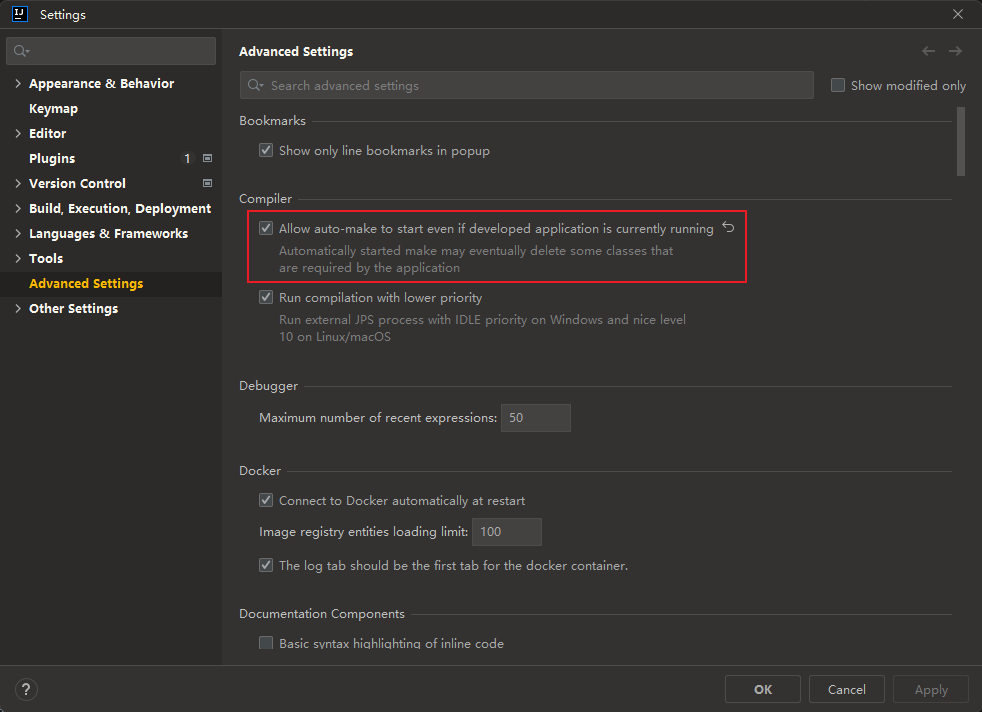 Settings
Advanced Settings
Search advanced settings
Show modified only
Appearance & Behavior
Keymap
Editor
Plugins 1
Version Control
Build, Execution, Deployment
Languages & Frameworks
Tools
Advanced Settings
Other Settings
Bookmarks
Show only line bookmarks in popup
Compiler
Allow auto-make to start even if developed application is currently running
Automatically started make may eventually delete some classes that
are required by the application
Run compilation with lower priority
Run external JPS process with IDLE priority on Windows and nice level
10 on Linux/macOS
Debugger
Maximum number of recent expressions: 50
Docker
Connect to Docker automatically at restart
Image registry entities loading limit: 100
The log tab should be the first tab for the docker container.
Documentation Components
Basic syntax highlighting of inline code
?
OK
Cancel
Apply